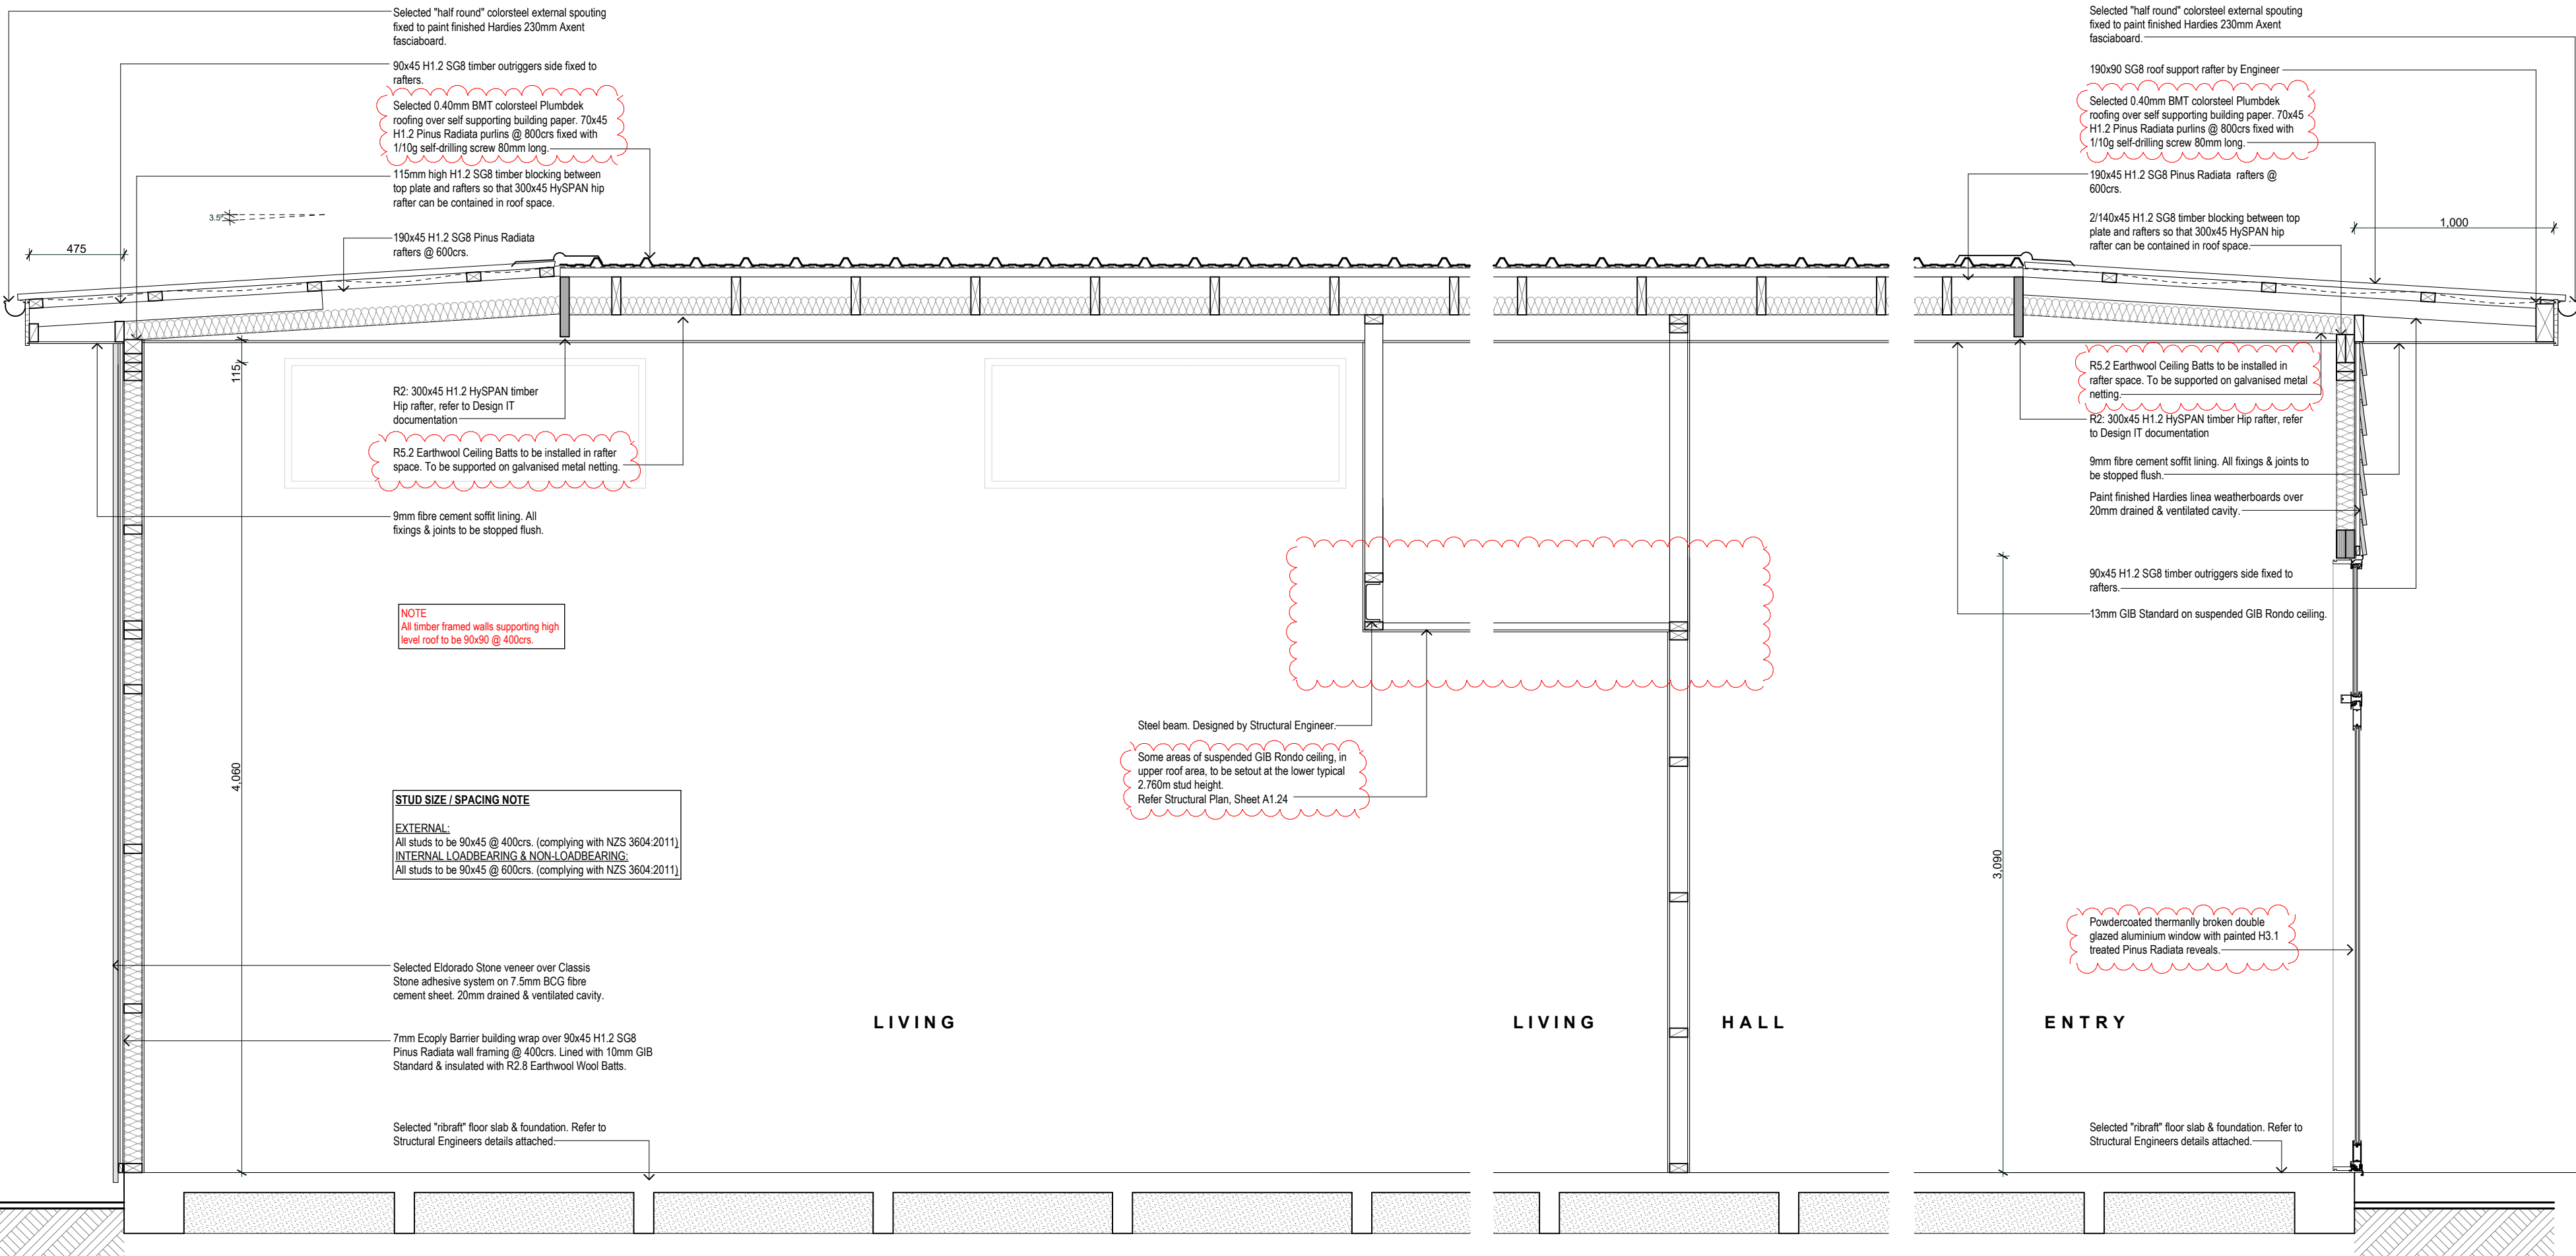 Selected "half round" colorsteel external spouting
fixed to paint finished Hardies 230mm Axent
fasciaboard.
90x45 H1.2 SG8 timber outriggers side fixed to
rafters.
Selected 0.40mm BMT colorsteel Plumbdek
roofing over self supporting building paper. 70x45
H1.2 Pinus Radiata purlins @ 800crs fixed with
1/10g self-drilling screw 80mm long.
115mm high H1.2 SG8 timber blocking between
top plate and rafters so that 300x45 HySPAN hip
rafter can be contained in roof space.
3.5°
190x45 H1.2 SG8 Pinus Radiata
rafters @ 600crs.
475
115
R2: 300x45 H1.2 HySPAN timber
Hip rafter, refer to Design IT
documentation
R5.2 Earthwool Ceiling Batts to be installed in rafter
space. To be supported on galvanised metal netting.
9mm fibre cement soffit lining. All
fixings & joints to be stopped flush.
NOTE
All timber framed walls supporting high
level roof to be 90x90 @ 400crs.
4,060
STUD SIZE / SPACING NOTE
EXTERNAL:
All studs to be 90x45 @ 400crs. (complying with NZS 3604:2011)
INTERNAL LOADBEARING & NON-LOADBEARING:
All studs to be 90x45 @ 600crs. (complying with NZS 3604:2011)
Selected Eldorado Stone veneer over Classis
Stone adhesive system on 7.5mm BCG fibre
cement sheet. 20mm drained & ventilated cavity.
7mm Ecoply Barrier building wrap over 90x45 H1.2 SG8
Pinus Radiata wall framing @ 400crs. Lined with 10mm GIB
Standard & insulated with R2.8 Earthwool Wool Batts.
Selected "ribraft" floor slab & foundation. Refer to
Structural Engineers details attached.
Steel beam. Designed by Structural Engineer.
Some areas of suspended GIB Rondo ceiling, in
upper roof area, to be setout at the lower typical
2.760m stud height.
Refer Structural Plan, Sheet A1.24
LIVING
LIVING
HALL
ENTRY
Selected "half round" colorsteel external spouting
fixed to paint finished Hardies 230mm Axent
fasciaboard.
190x90 SG8 roof support rafter by Engineer
Selected 0.40mm BMT colorsteel Plumbdek
roofing over self supporting building paper. 70x45
H1.2 Pinus Radiata purlins @ 800crs fixed with
1/10g self-drilling screw 80mm long.
190x45 H1.2 SG8 Pinus Radiata rafters @
600crs.
2/140x45 H1.2 SG8 timber blocking between top
plate and rafters so that 300x45 HySPAN hip
rafter can be contained in roof space.
1,000
R5.2 Earthwool Ceiling Batts to be installed in
rafter space. To be supported on galvanised metal
netting.
R2: 300x45 H1.2 HySPAN timber Hip rafter, refer
to Design IT documentation
9mm fibre cement soffit lining. All fixings & joints to
be stopped flush.
Paint finished Hardies linea weatherboards over
20mm drained & ventilated cavity.
90x45 H1.2 SG8 timber outriggers side fixed to
rafters.
13mm GIB Standard on suspended GIB Rondo ceiling.
3,090
Powdercoated thermanlly broken double
glazed aluminium window with painted H3.1
treated Pinus Radiata reveals.
Selected "ribraft" floor slab & foundation. Refer to
Structural Engineers details attached.